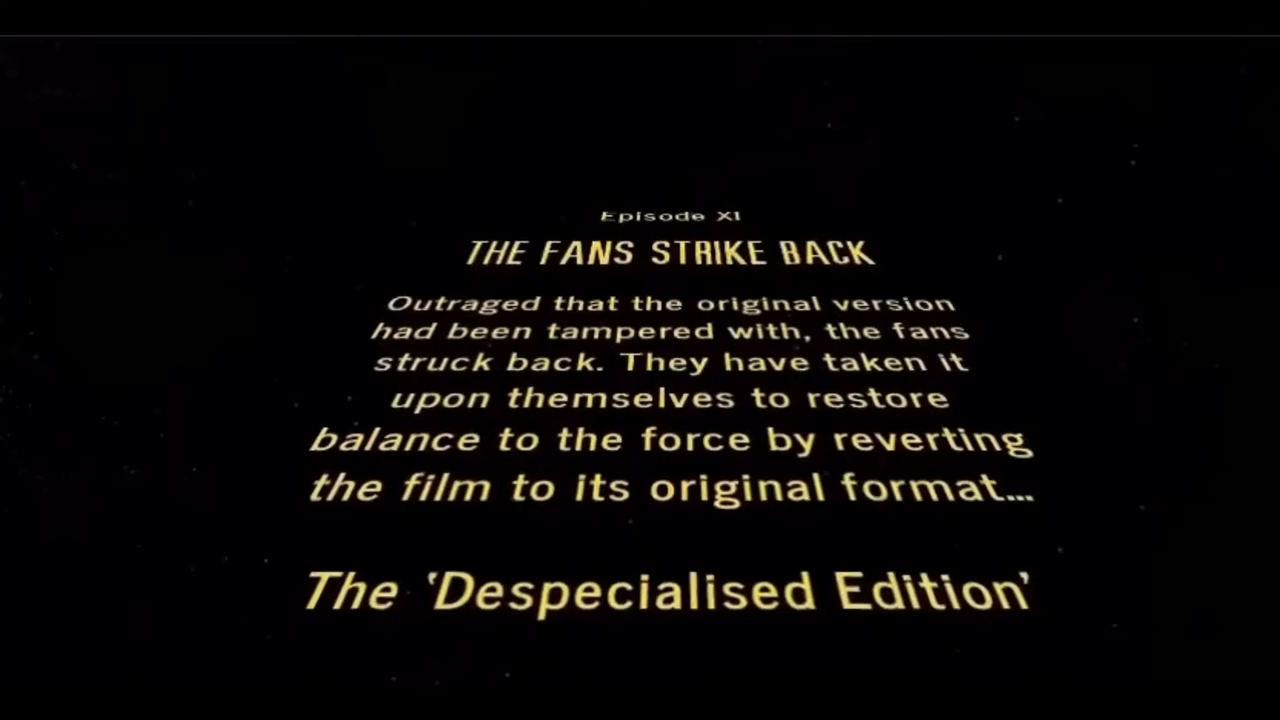 Episode XI
THE FANS STRIKE BACK
Outraged that the original version
had been tampered with, the fans
struck back. They have taken it
upon themselves to restore
balance to the force by reverting
the film to its original format...
The ‘Despecialised Edition’